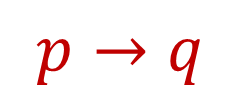 𝑝 → 𝑞